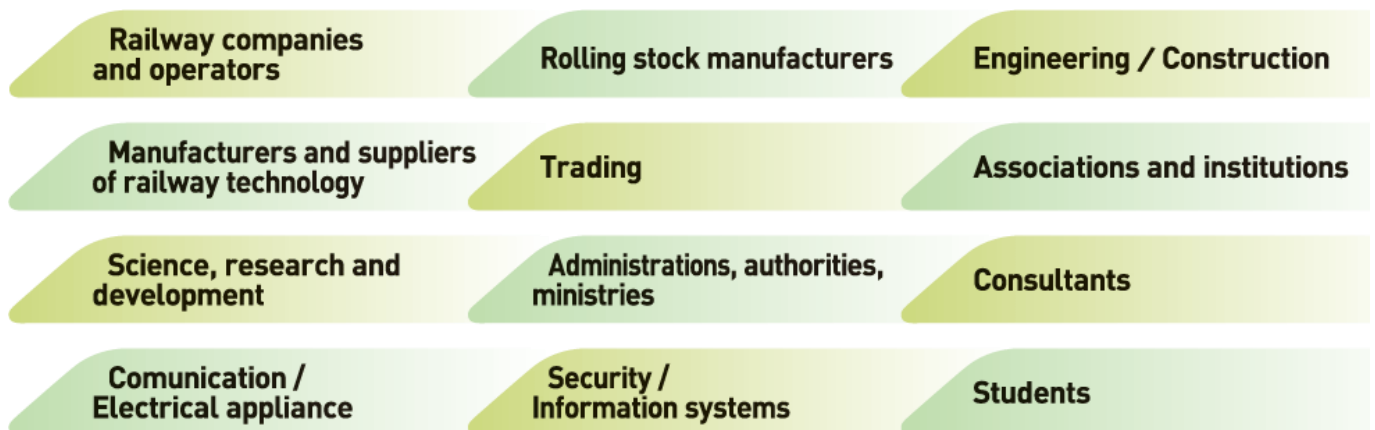 Railway companies
and operators
Rolling stock manufacturers
Engineering / Construction
Manufacturers and suppliers
of railway technology
Trading
Associations and institutions
Science, research and
development
Administrations, authorities,
ministries
Consultants
Comunication /
Electrical appliance
Security /
Information systems
Students